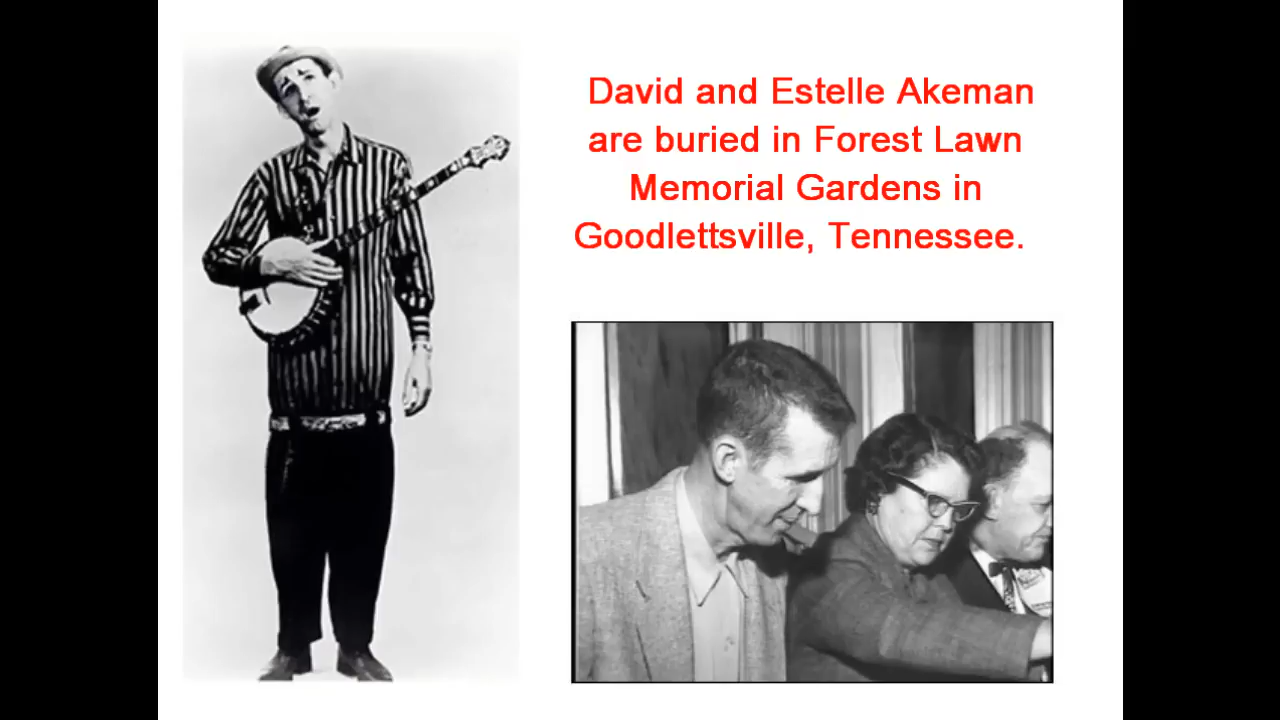 David and Estelle Akeman
are buried in Forest Lawn
Memorial Gardens in
Goodlettsville, Tennessee.